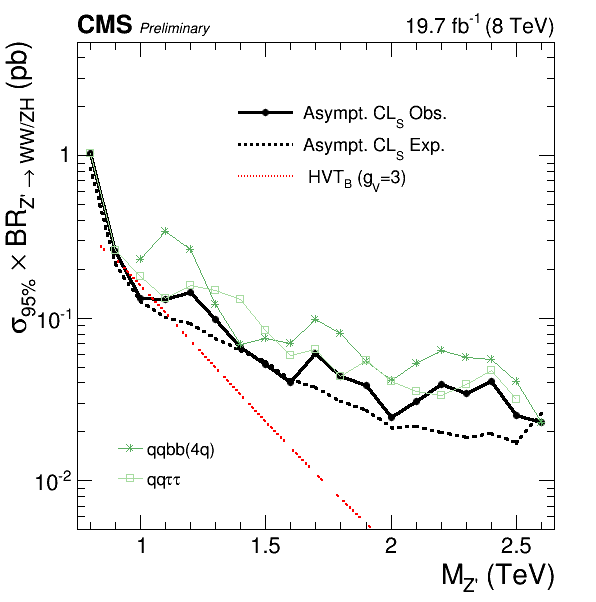 CMS Preliminary 19.7 fb⁻¹ (8 TeV)
σ95% × BRZ' → WW/ZH (pb)
Asympt. CLS Obs.
Asympt. CLS Exp.
HVTB (gV=3)
1
10⁻¹
qqbb(4q)
qqττ
10⁻²
1 1.5 2 2.5
MZ' (TeV)